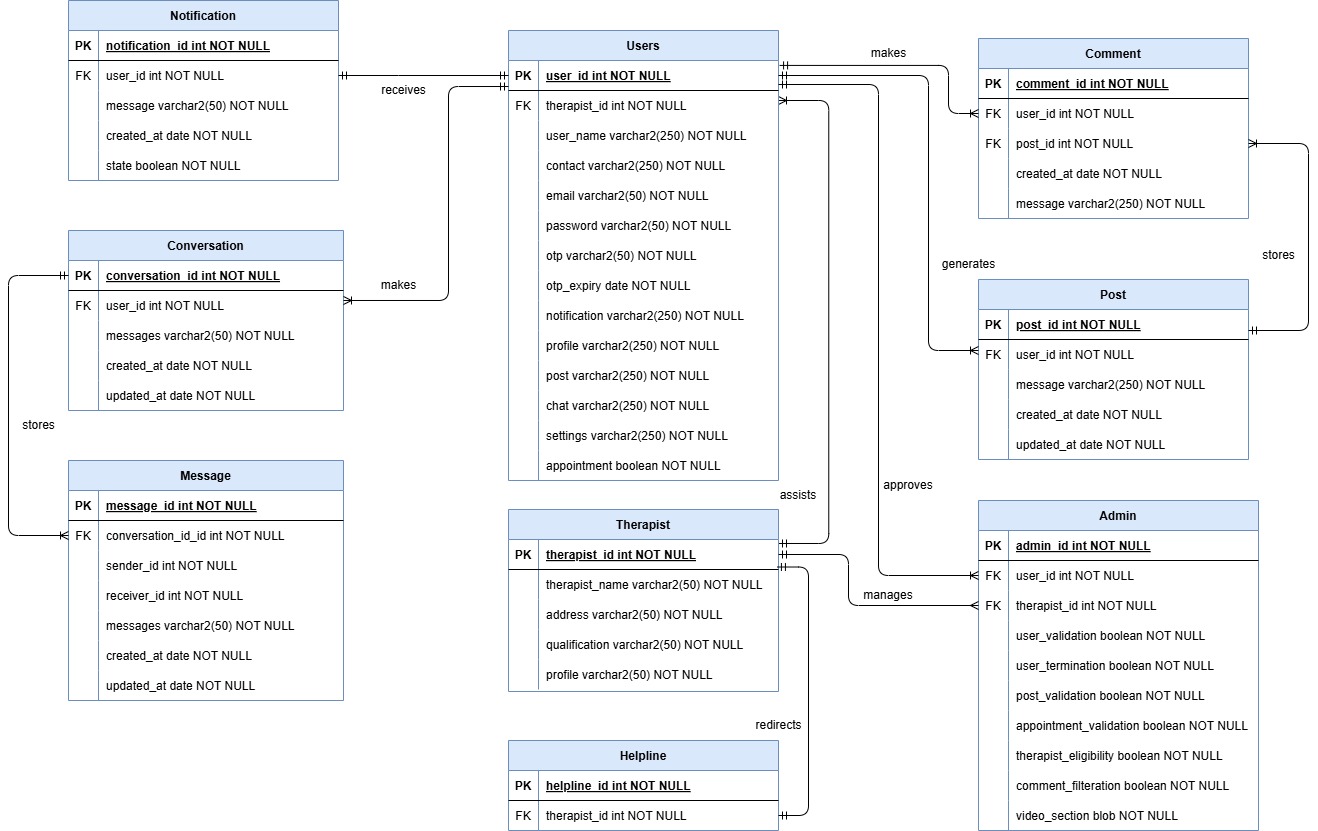 Notification
PK notification_id int NOT NULL
FK user_id int NOT NULL
message varchar2(50) NOT NULL
created_at date NOT NULL
state boolean NOT NULL
receives
Conversation
PK conversation_id int NOT NULL
FK user_id int NOT NULL
messages varchar2(50) NOT NULL
created_at date NOT NULL
updated_at date NOT NULL
makes
stores
Message
PK message_id int NOT NULL
FK conversation_id_id int NOT NULL
sender_id int NOT NULL
receiver_id int NOT NULL
messages varchar2(50) NOT NULL
created_at date NOT NULL
updated_at date NOT NULL
Users
PK user_id int NOT NULL
FK therapist_id int NOT NULL
user_name varchar2(250) NOT NULL
contact varchar2(250) NOT NULL
email varchar2(50) NOT NULL
password varchar2(50) NOT NULL
otp varchar2(50) NOT NULL
otp_expiry date NOT NULL
notification varchar2(250) NOT NULL
profile varchar2(250) NOT NULL
post varchar2(250) NOT NULL
chat varchar2(250) NOT NULL
settings varchar2(250) NOT NULL
appointment boolean NOT NULL
assists
Therapist
PK therapist_id int NOT NULL
therapist_name varchar2(50) NOT NULL
address varchar2(50) NOT NULL
qualification varchar2(50) NOT NULL
profile varchar2(50) NOT NULL
redirects
Helpline
PK helpline_id int NOT NULL
FK therapist_id int NOT NULL
makes
Comment
PK comment_id int NOT NULL
FK user_id int NOT NULL
FK post_id int NOT NULL
created_at date NOT NULL
message varchar2(250) NOT NULL
stores
generates
Post
PK post_id int NOT NULL
FK user_id int NOT NULL
message varchar2(250) NOT NULL
created_at date NOT NULL
updated_at date NOT NULL
approves
manages
Admin
PK admin_id int NOT NULL
FK user_id int NOT NULL
FK therapist_id int NOT NULL
user_validation boolean NOT NULL
user_termination boolean NOT NULL
post_validation boolean NOT NULL
appointment_validation boolean NOT NULL
therapist_eligibility boolean NOT NULL
comment_filteration boolean NOT NULL
video_section blob NOT NULL